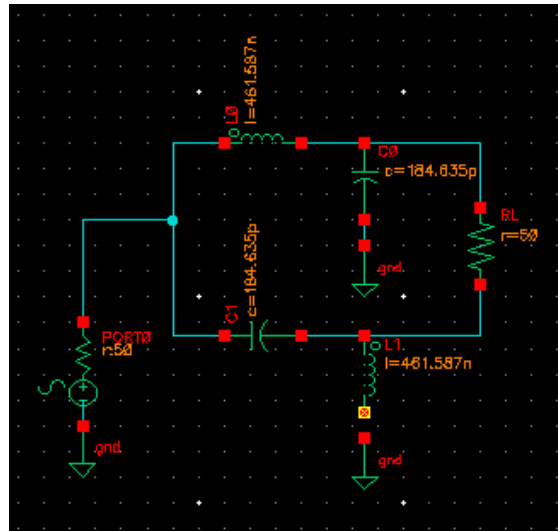 L0
l=461.587n
C0
c=184.635p
RL
r=50
c=184.635p
C1
PORT0
r:50
L1
l=461.587n
gnd
gnd
gnd